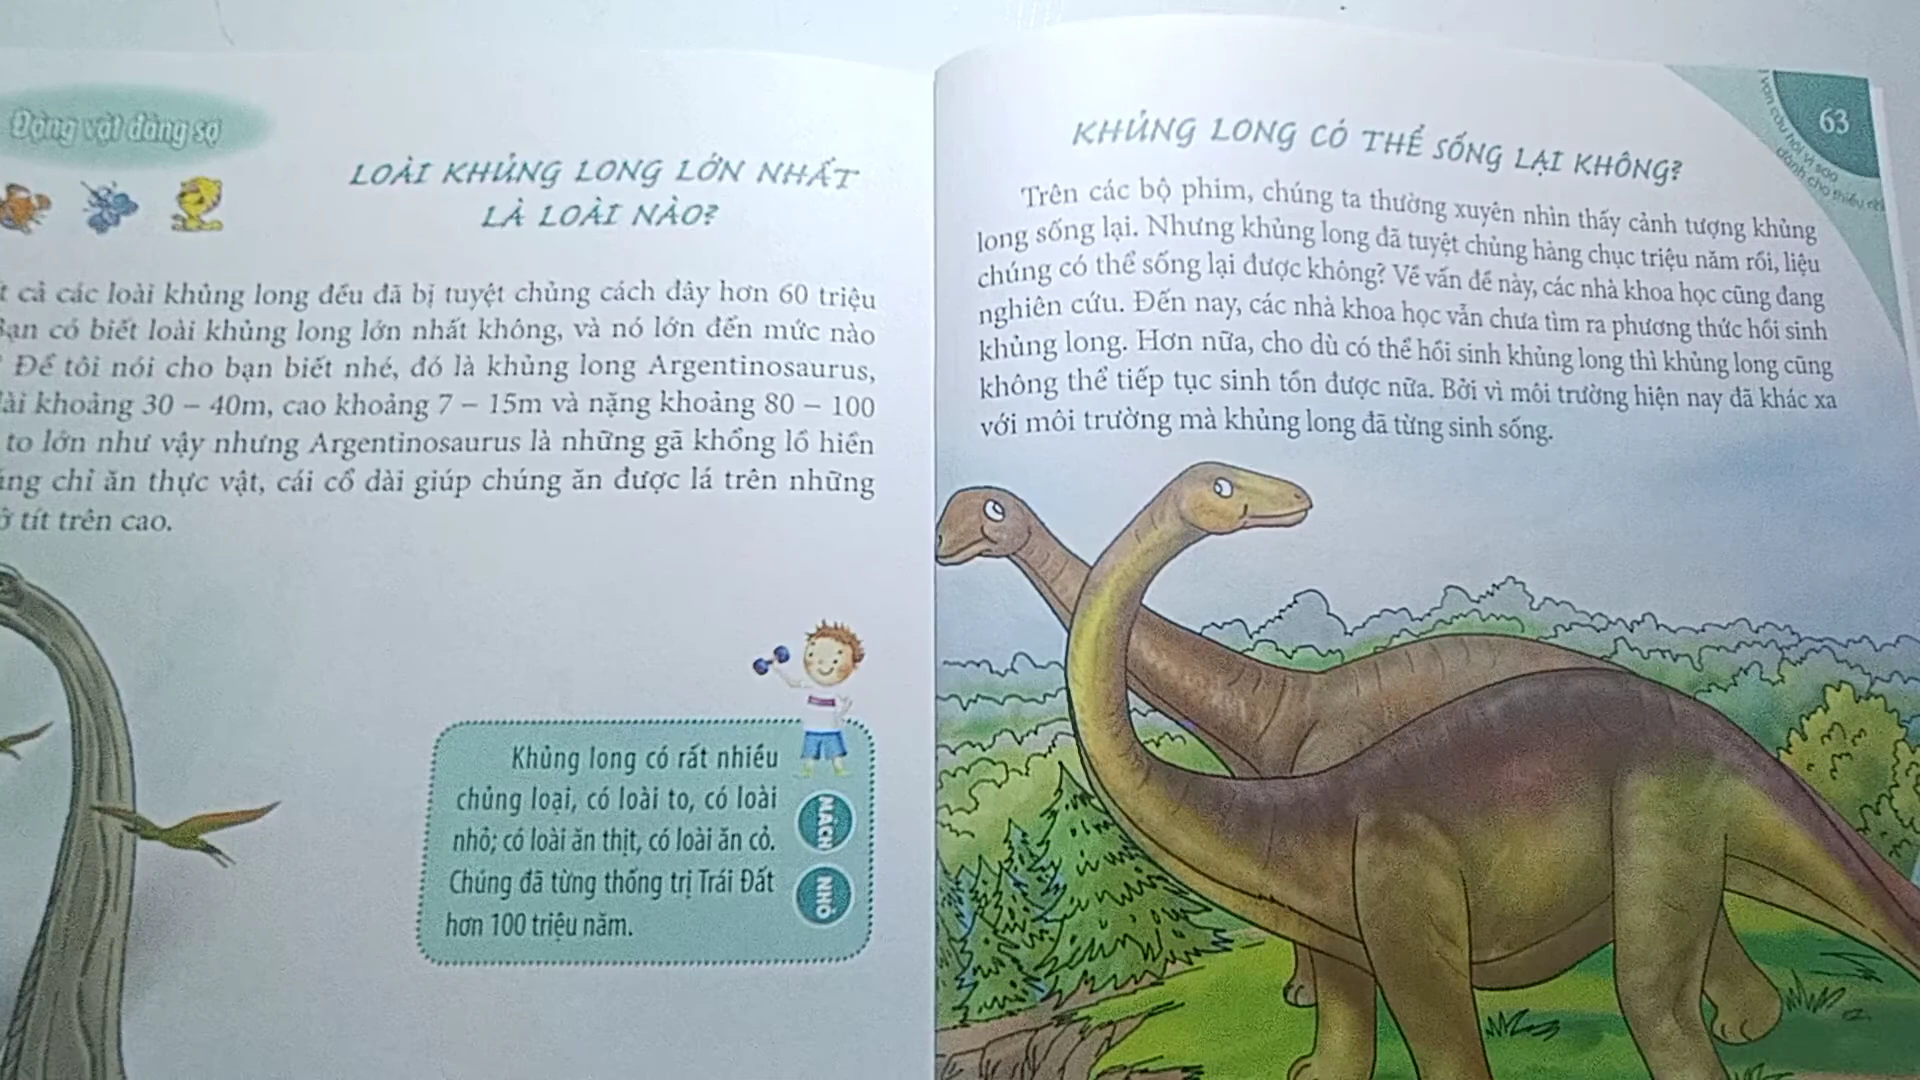 Động vật đáng sợ
LOÀI KHỦNG LONG LỚN NHẤT
LÀ LOÀI NÀO?
cả các loài khủng long đều đã bị tuyệt chủng cách đây hơn 60 triệu
Bạn có biết loài khủng long lớn nhất không, và nó lớn đến mức nào
Để tôi nói cho bạn biết nhé, đó là khủng long Argentinosaurus,
dài khoảng 30 – 40m, cao khoảng 7 – 15m và nặng khoảng 80 – 100
to lớn như vậy nhưng Argentinosaurus là những gã khổng lồ hiền
chỉ ăn thực vật, cái cổ dài giúp chúng ăn được lá trên những
ở tít trên cao.
Khủng long có rất nhiều
chủng loại, có loài to, có loài
nhỏ; có loài ăn thịt, có loài ăn cỏ.
Chúng đã từng thống trị Trái Đất
hơn 100 triệu năm.
MÁCH
NHỎ
63
vạn câu hỏi vì sao
dành cho thiếu nhi
KHỦNG LONG CÓ THỂ SỐNG LẠI KHÔNG?
Trên các bộ phim, chúng ta thường xuyên nhìn thấy cảnh tượng khủng
long sống lại. Nhưng khủng long đã tuyệt chủng hàng chục triệu năm rồi, liệu
chúng có thể sống lại được không? Về vấn đề này, các nhà khoa học cũng đang
nghiên cứu. Đến nay, các nhà khoa học vẫn chưa tìm ra phương thức hồi sinh
khủng long. Hơn nữa, cho dù có thể hồi sinh khủng long thì khủng long cũng
không thể tiếp tục sinh tồn được nữa. Bởi vì môi trường hiện nay đã khác xa
với môi trường mà khủng long đã từng sinh sống.